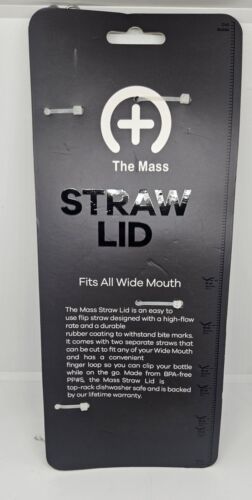 The Mass
STRAW
LID
Fits All Wide Mouth
The Mass Straw Lid is an easy to
use flip straw designed with a high-flow
rate and a durable
rubber coating to withstand bite marks.
It comes with two separate straws that
can be cut to fit any of your Wide Mouth
and has a convenient
finger loop so you can clip your bottle
while on the go. Made from BPA-free
PP#5, the Mass Straw Lid is
top-rack dishwasher safe and is backed
by our lifetime warranty.